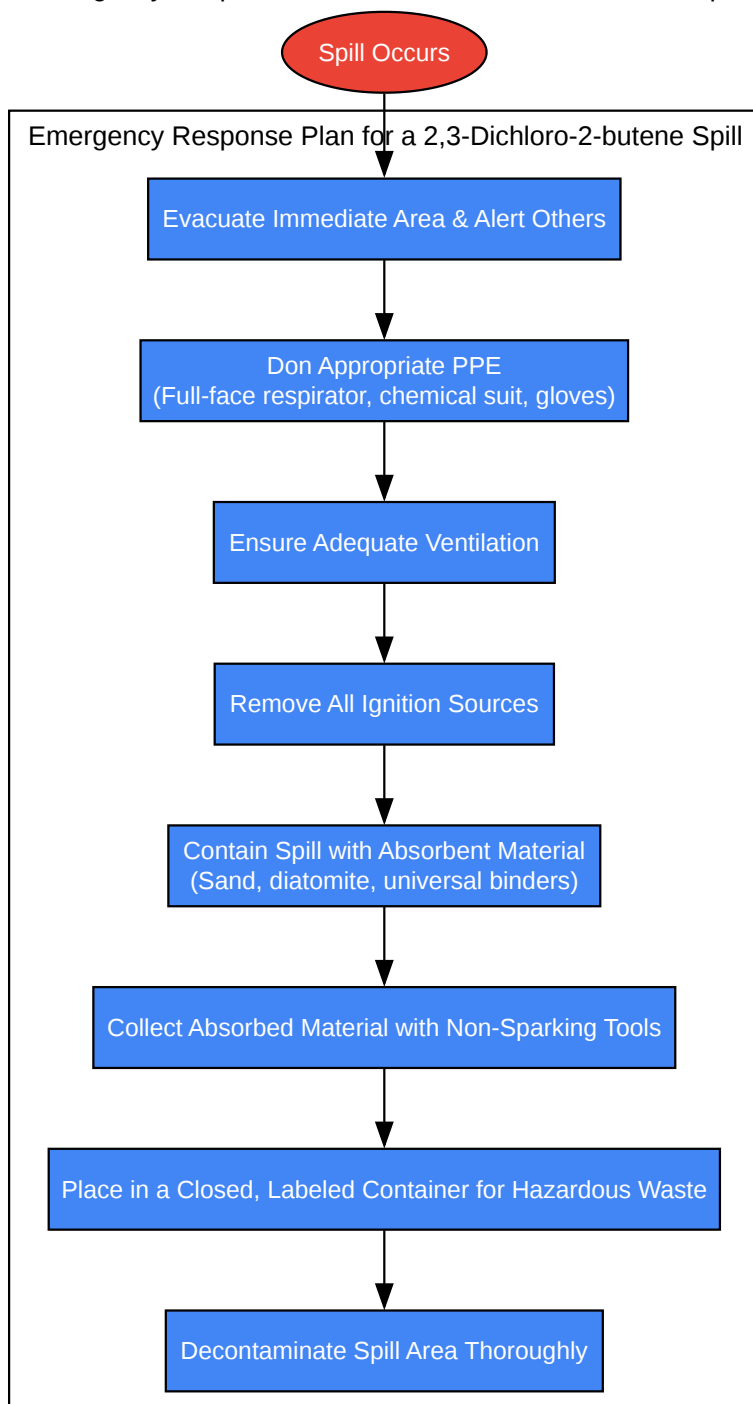 Spill Occurs
Emergency Response Plan for a 2,3-Dichloro-2-butene Spill
Evacuate Immediate Area & Alert Others
Don Appropriate PPE
(Full-face respirator, chemical suit, gloves)
Ensure Adequate Ventilation
Remove All Ignition Sources
Contain Spill with Absorbent Material
(Sand, diatomite, universal binders)
Collect Absorbed Material with Non-Sparking Tools
Place in a Closed, Labeled Container for Hazardous Waste
Decontaminate Spill Area Thoroughly